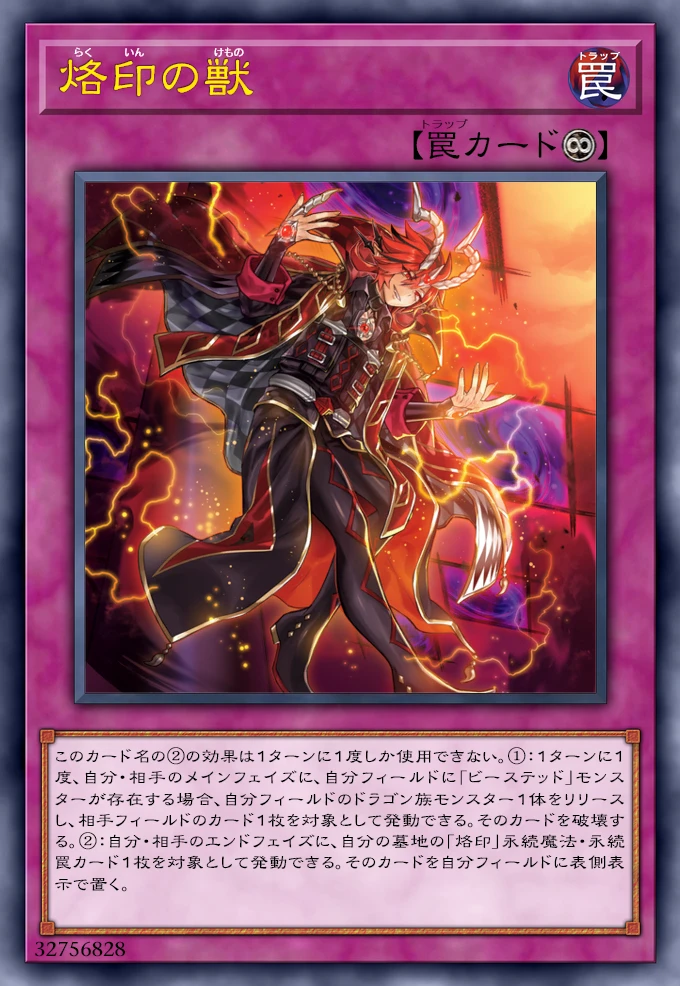 らく いん けもの
烙印の獣
トラップ
罠
トラップ
【罠カード】
このカード名の②の効果は1ターンに1度しか使用できない。①：1ターンに1
度、自分・相手のメインフェイズに、自分フィールドに「ビーステッド」モンス
ターが存在する場合、自分フィールドのドラゴン族モンスター1体をリリース
し、相手フィールドのカード1枚を対象として発動できる。そのカードを破壊す
る。②：自分・相手のエンドフェイズに、自分の墓地の「烙印」永続魔法・永続
罠カード1枚を対象として発動できる。そのカードを自分フィールドに表側表
示で置く。
32756828